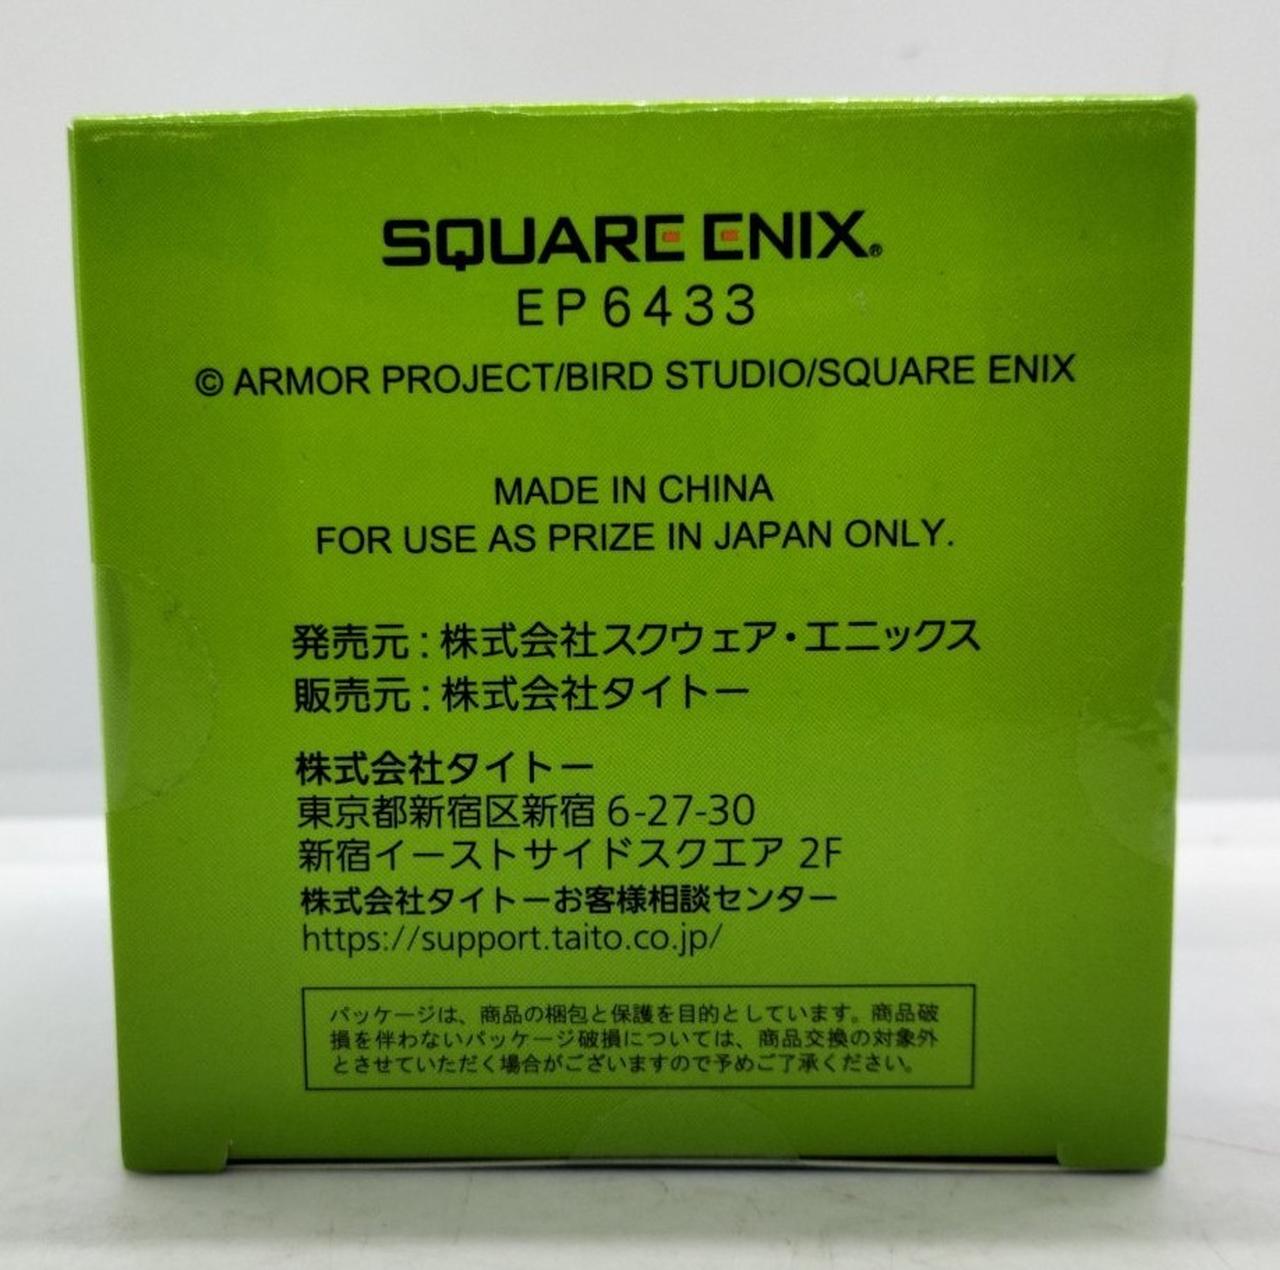 SQUARE ENIX®
EP6433
© ARMOR PROJECT/BIRD STUDIO/SQUARE ENIX
MADE IN CHINA
FOR USE AS PRIZE IN JAPAN ONLY.
発売元：株式会社スクウェア・エニックス
販売元：株式会社タイトー
株式会社タイトー
東京都新宿区新宿 6-27-30
新宿イーストサイドスクエア 2F
株式会社タイトーお客様相談センター
https://support.taito.co.jp/
パッケージは、商品の梱包と保護を目的としています。商品破
損を伴わないパッケージ破損については、商品交換の対象外
とさせていただく場合がございますので予めご了承ください。